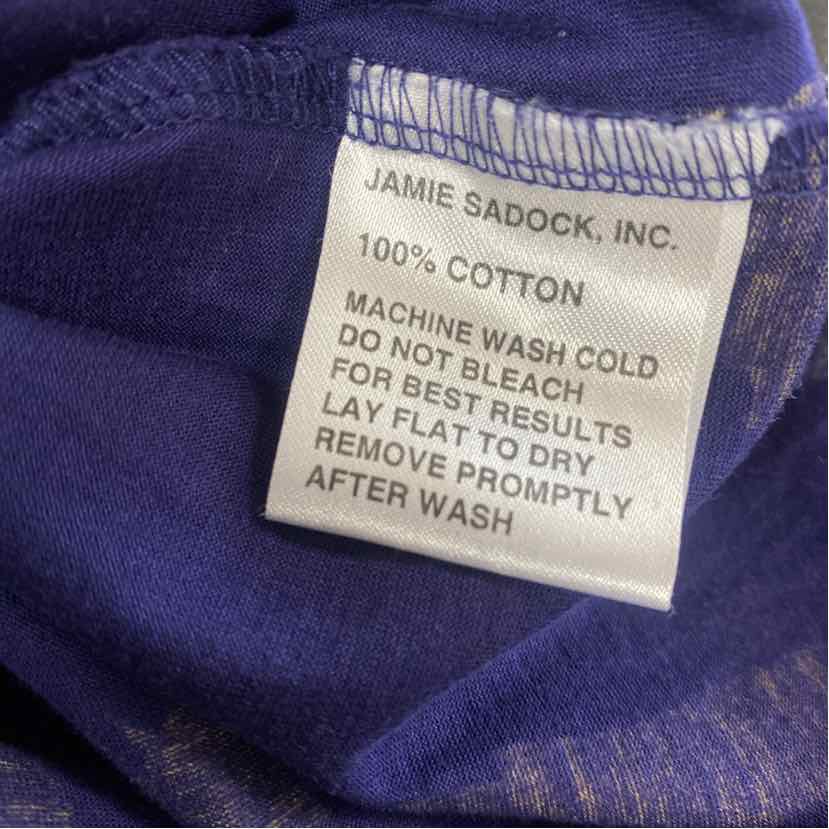 JAMIE SADOCK, INC.
100% COTTON
MACHINE WASH COLD
DO NOT BLEACH
FOR BEST RESULTS
LAY FLAT TO DRY
REMOVE PROMPTLY
AFTER WASH